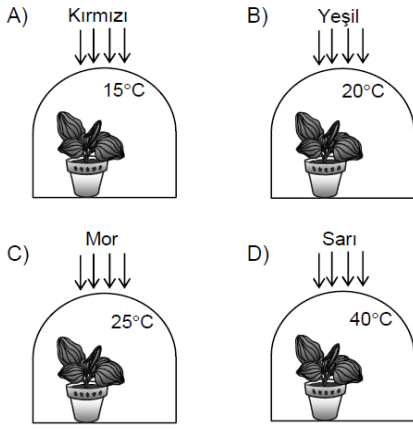 A) Kırmızı
15°C
B) Yeşil
20°C
C) Mor
25°C
D) Sarı
40°C